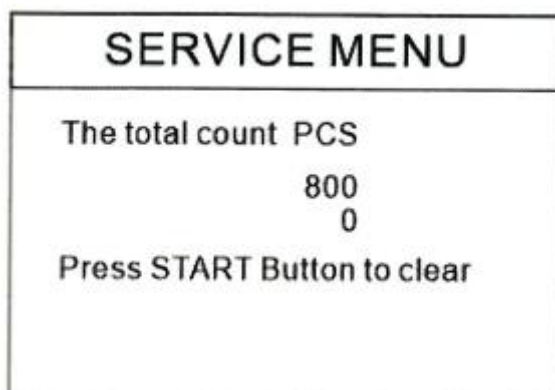 SERVICE MENU
The total count PCS
800
0
Press START Button to clear